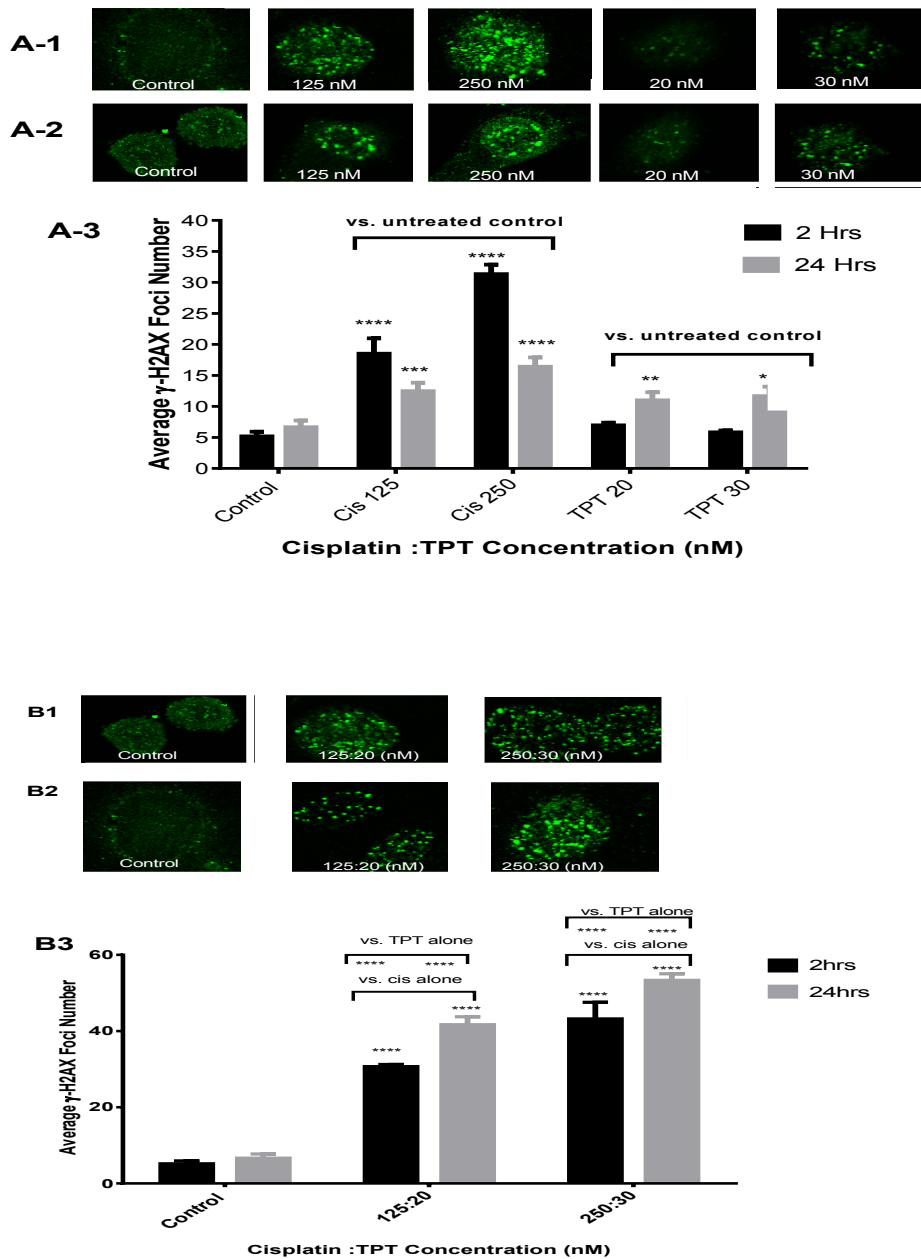 A-1
Control
125 nM
250 nM
20 nM
30 nM
A-2
Control
125 nM
250 nM
20 nM
30 nM
A-3
Average γ-H2AX Foci Number
40
35
30
25
20
15
10
5
0
vs. untreated control
2 Hrs
24 Hrs
****
****
***
****
vs. untreated control
**
*
Control
Cis 125
Cis 250
TPT 20
TPT 30
Cisplatin :TPT Concentration (nM)
B1
Control
125:20 (nM)
250:30 (nM)
B2
Control
125:20 (nM)
250:30 (nM)
B3
Average γ-H2AX Foci Number
60
40
20
0
vs. TPT alone
**** ****
vs. cis alone
****
****
vs. TPT alone
**** ****
vs. cis alone
****
****
2hrs
24hrs
Control
125:20
250:30
Cisplatin :TPT Concentration (nM)